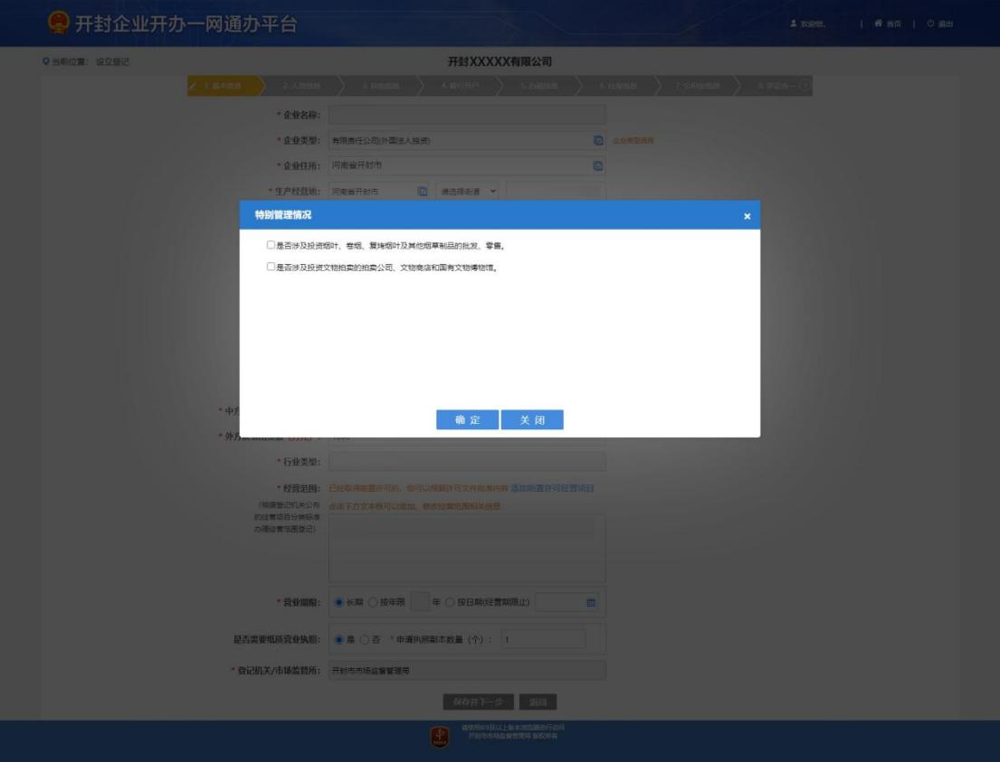 开封企业开办一网通办平台
欢迎您, | 首页 | 退出
当前位置: 设立登记
开封XXXXX有限公司
1. 基本信息 2. 人员信息 3. 其他信息 4. 银行开户 5. 办税信息 6. 社保信息 7. 公积金信息
* 企业名称:
* 企业类型: 有限责任公司(外国法人独资) 企业类型选择
* 企业住所: 河南省开封市
* 生产经营地: 河南省开封市 请选择街道
特别管理情况 ×
是否涉及投资烟叶、卷烟、复烤烟叶及其他烟草制品的批发、零售。
是否涉及投资文物拍卖的拍卖公司、文物商店和国有文物博物馆。
* 中方
确 定 关 闭
* 外方
* 行业类型:
* 经营范围: 已经取得前置许可的, 您可以根据许可文件批准内容 添加前置许可经营项目
(根据登记机关公布 点击下方文本框可以添加、修改经营范围相关信息.
的经营项目分类标准
办理经营范围登记)
* 营业期限: 长期 按年限 年 按日期(经营期限止)
是否需要纸质营业执照: 是 否 * 申请执照副本数量（个）: 1
* 登记机关/市场监管所: 开封市市场监督管理局
保存并下一步 返回
请使用IE9及以上版本浏览器进行访问
开封市市场监督管理局 版权所有